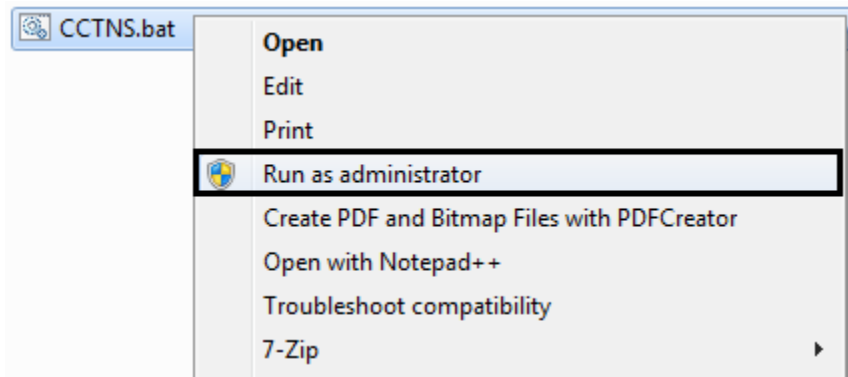 CCTNS.bat
Open
Edit
Print
Run as administrator
Create PDF and Bitmap Files with PDFCreator
Open with Notepad++
Troubleshoot compatibility
7-Zip